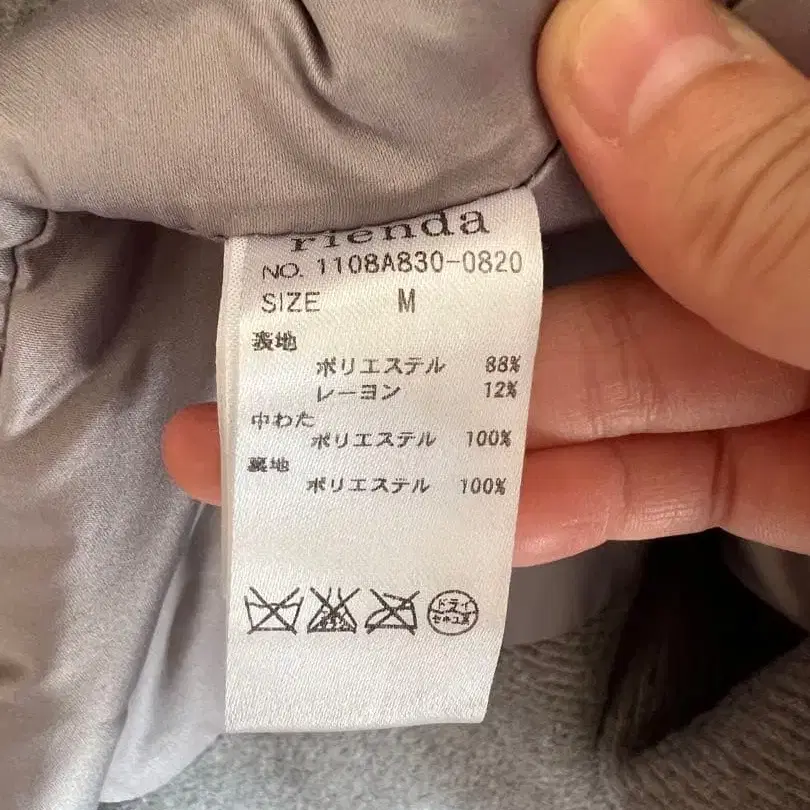 rienda
NO. 1108A830-0820
SIZE M
表地
ポリエステル 88%
レーヨン 12%
中わた
ポリエステル 100%
裏地
ポリエステル 100%
ドライ
セキユ系